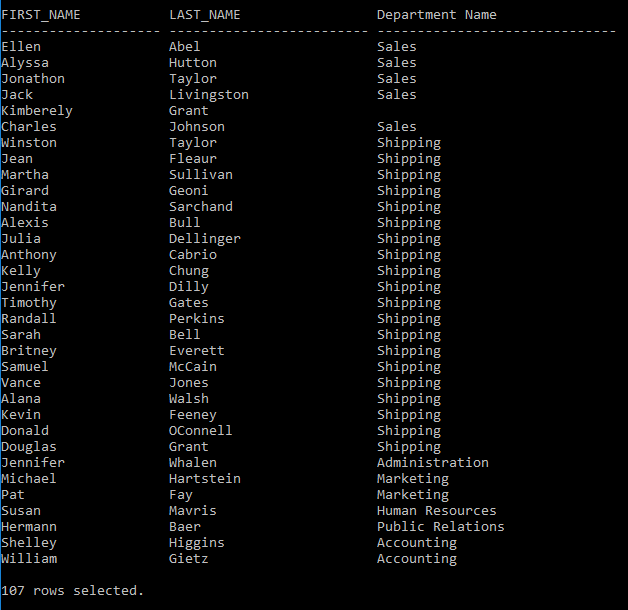 FIRST_NAME LAST_NAME Department Name
-------------------- ------------------------- ------------------------------
Ellen Abel Sales
Alyssa Hutton Sales
Jonathon Taylor Sales
Jack Livingston Sales
Kimberely Grant
Charles Johnson Sales
Winston Taylor Shipping
Jean Fleaur Shipping
Martha Sullivan Shipping
Girard Geoni Shipping
Nandita Sarchand Shipping
Alexis Bull Shipping
Julia Dellinger Shipping
Anthony Cabrio Shipping
Kelly Chung Shipping
Jennifer Dilly Shipping
Timothy Gates Shipping
Randall Perkins Shipping
Sarah Bell Shipping
Britney Everett Shipping
Samuel McCain Shipping
Vance Jones Shipping
Alana Walsh Shipping
Kevin Feeney Shipping
Donald OConnell Shipping
Douglas Grant Shipping
Jennifer Whalen Administration
Michael Hartstein Marketing
Pat Fay Marketing
Susan Mavris Human Resources
Hermann Baer Public Relations
Shelley Higgins Accounting
William Gietz Accounting
107 rows selected.